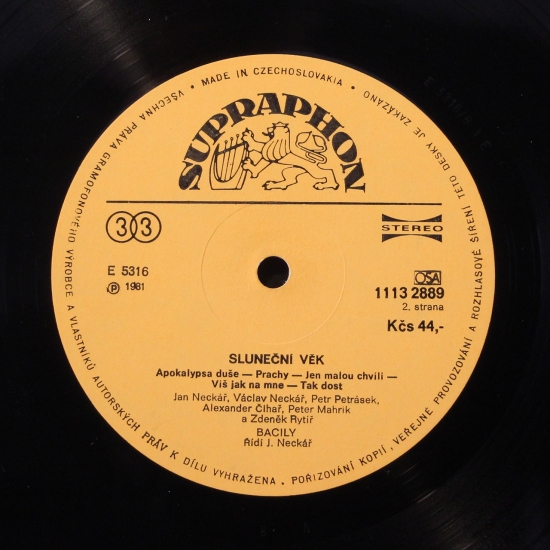 VŠECHNA PRÁVA GRAMOFONOVÉHO VÝROBCE A VLASTNÍKŮ AUTORSKÝCH PRÁV K DÍLU VYHRAŽENA • POŘIZOVÁNÍ KOPIÍ, VEŘEJNÉ PROVOZOVÁNÍ A ROZHLASOVÉ ŠÍŘENÍ TÉTO DESKY JE ZAKÁZÁNO
• MADE IN CZECHOSLOVAKIA •
SUPRAPHON
33
STEREO
E 5316
OSA
℗ 1981
1113 2889
2. strana
Kčs 44,-
SLUNEČNÍ VĚK
Apokalypsa duše — Prachy — Jen malou chvíli —
Víš jak na mne — Tak dost
Jan Neckář, Václav Neckář, Petr Petrásek,
Alexander Čihař, Peter Mahrik
a Zdeněk Rytíř
BACILY
Řídí J. Neckář